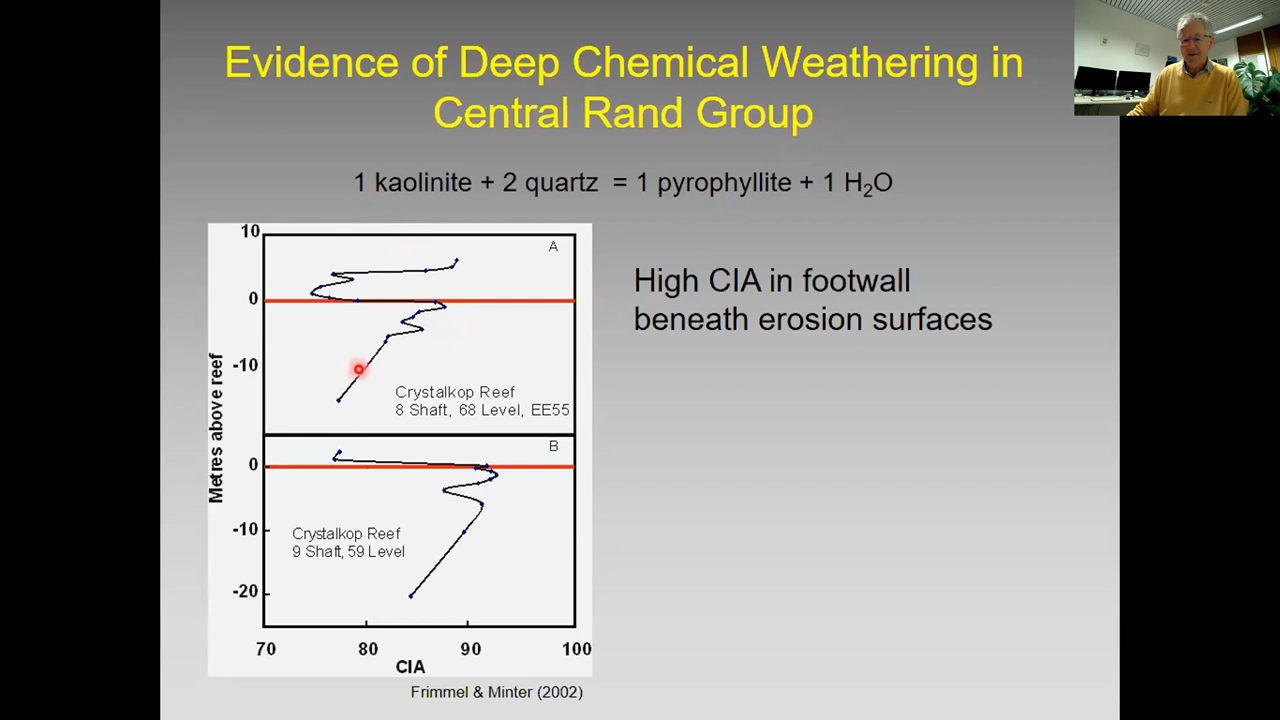 Evidence of Deep Chemical Weathering in
Central Rand Group
1 kaolinite + 2 quartz = 1 pyrophyllite + 1 H₂O
High CIA in footwall
beneath erosion surfaces
Metres above reef
10
0
-10
A
Crystalkop Reef
8 Shaft, 68 Level, EE55
0
-10
-20
B
Crystalkop Reef
9 Shaft, 59 Level
70 80 90 100
CIA
Frimmel & Minter (2002)